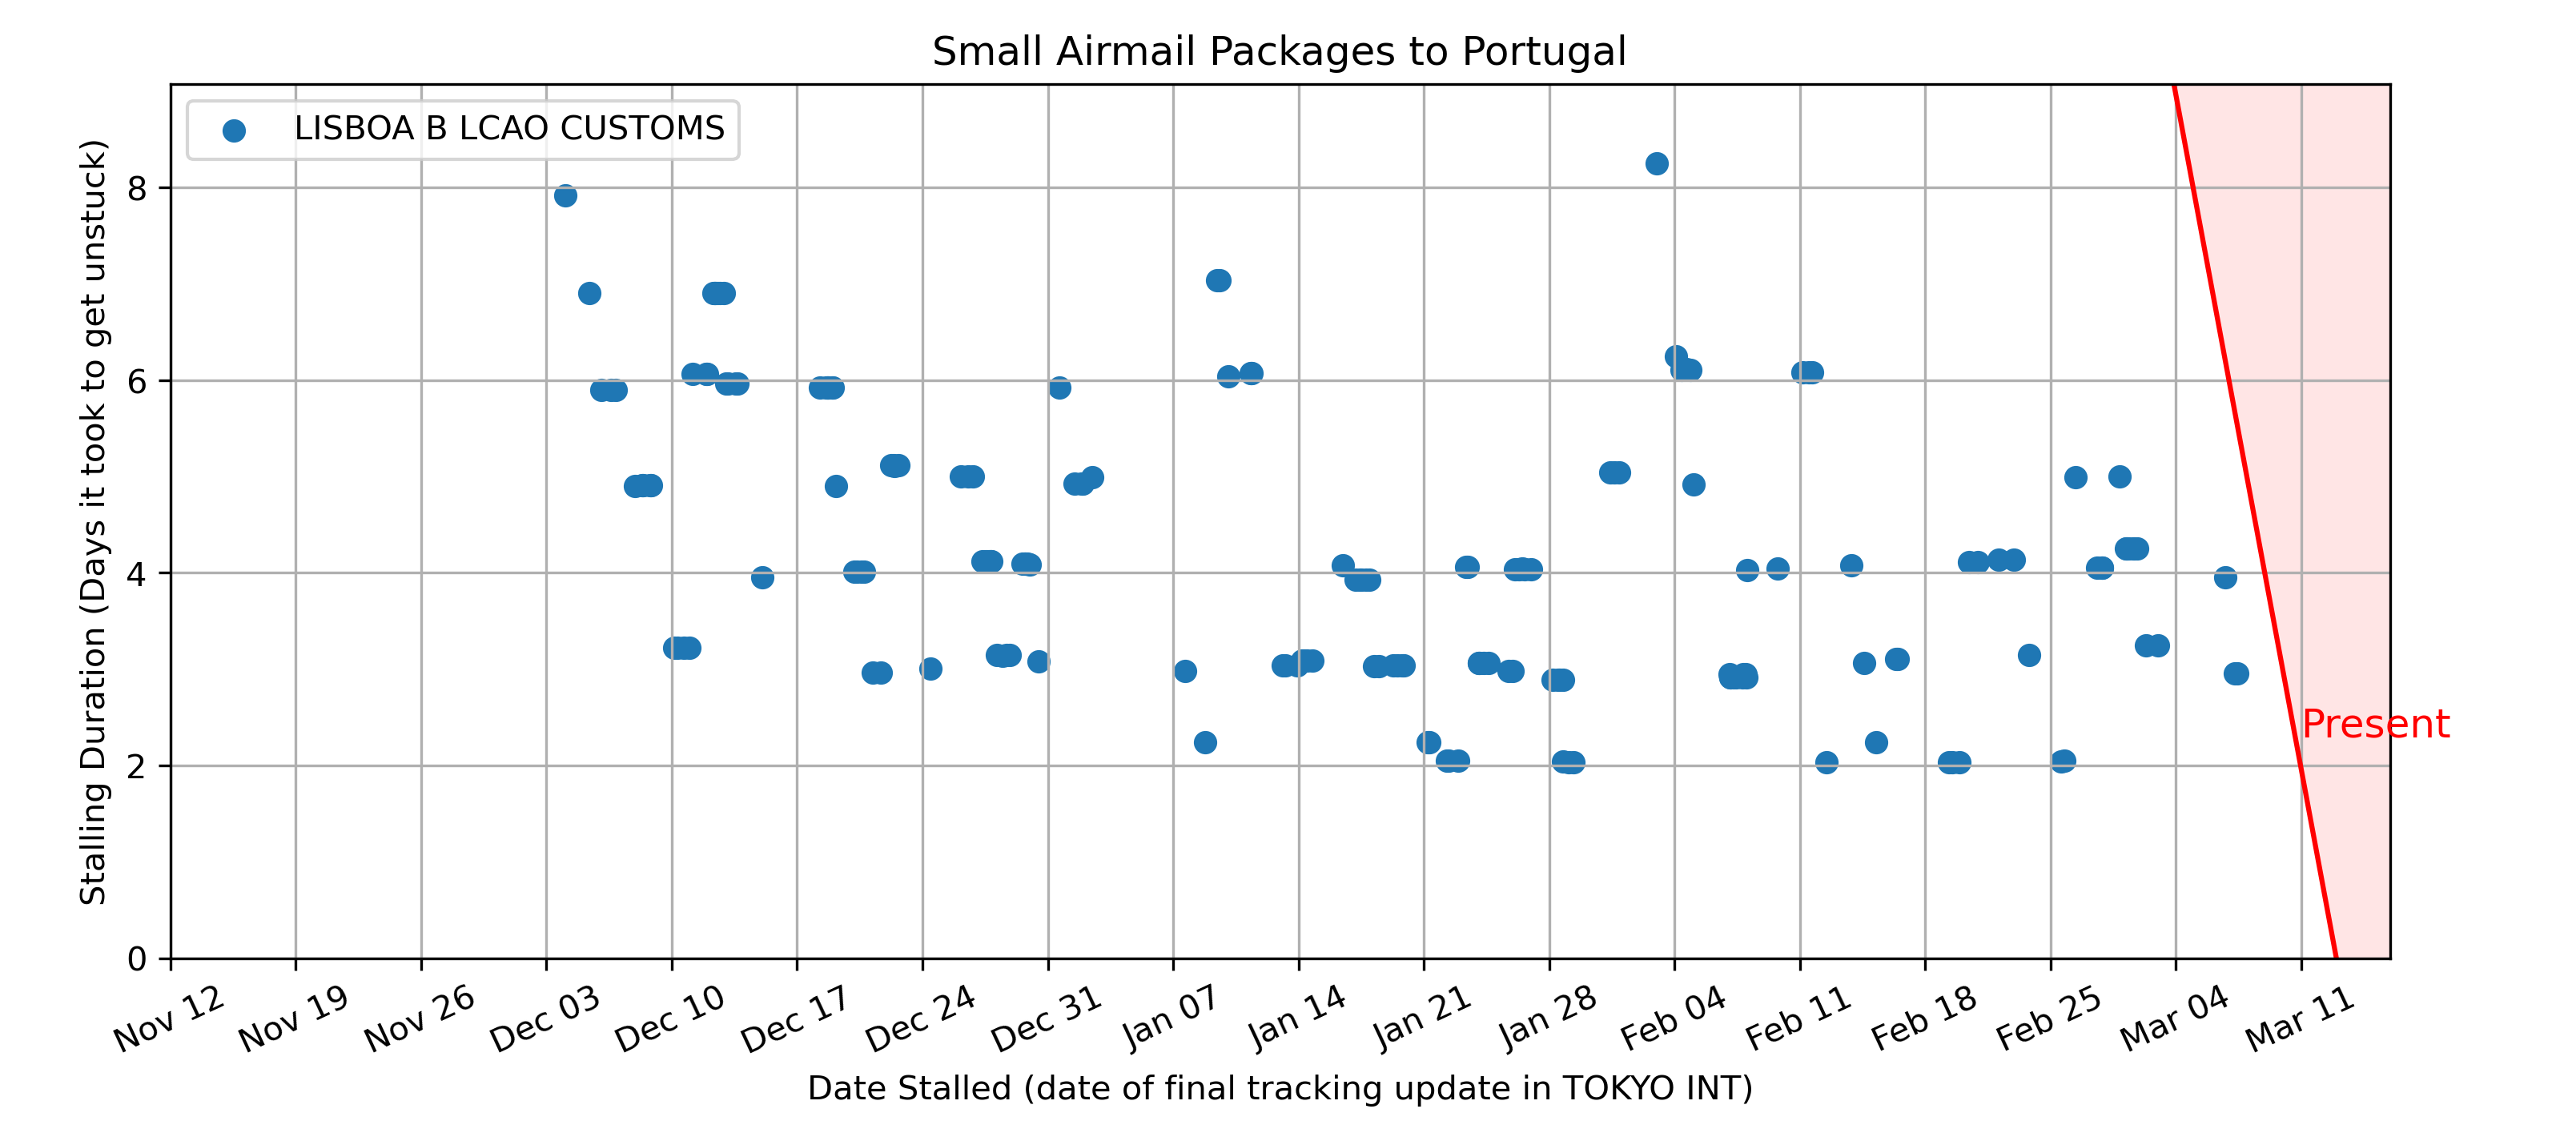 Small Airmail Packages to Portugal
LISBOA B LCAO CUSTOMS
Stalling Duration (Days it took to get unstuck)
8
6
4
2
0
Present
Nov 12
Nov 19
Nov 26
Dec 03
Dec 10
Dec 17
Dec 24
Dec 31
Jan 07
Jan 14
Jan 21
Jan 28
Feb 04
Feb 11
Feb 18
Feb 25
Mar 04
Mar 11
Date Stalled (date of final tracking update in TOKYO INT)